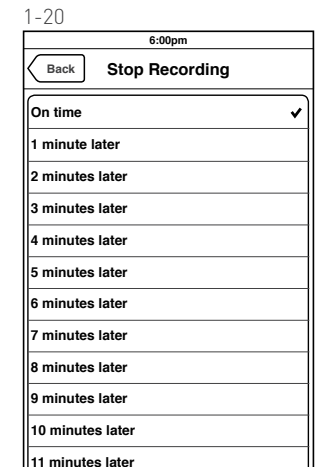 1-20
6:00pm
Back Stop Recording
On time ✔
1 minute later
2 minutes later
3 minutes later
4 minutes later
5 minutes later
6 minutes later
7 minutes later
8 minutes later
9 minutes later
10 minutes later
11 minutes later